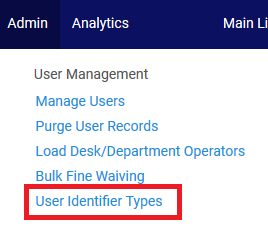 Admin Analytics Main Li
User Management
Manage Users
Purge User Records
Load Desk/Department Operators
Bulk Fine Waiving
User Identifier Types